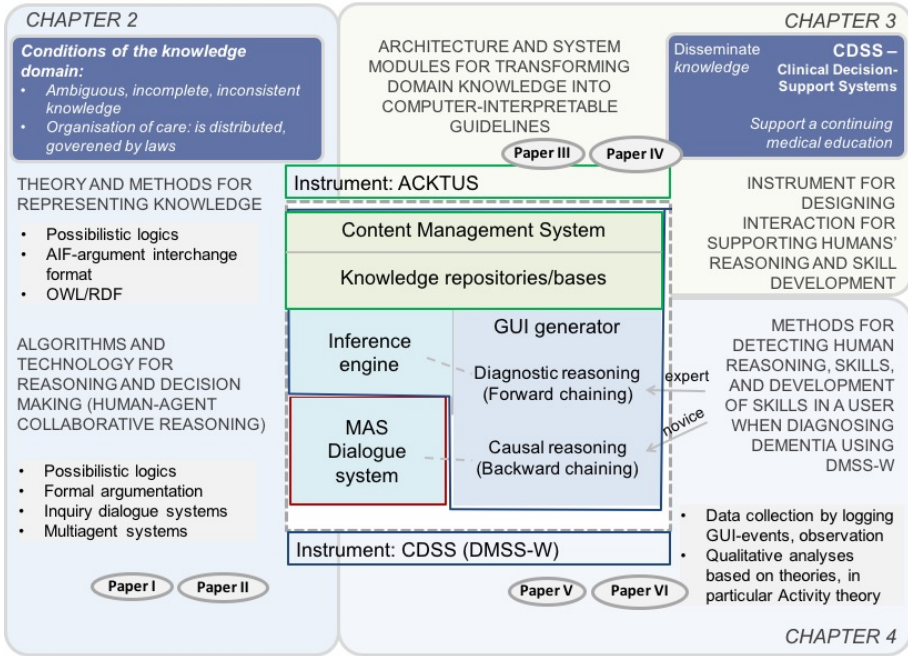 CHAPTER 2
Conditions of the knowledge
domain:
• Ambiguous, incomplete, inconsistent
knowledge
• Organisation of care: is distributed,
goverened by laws
THEORY AND METHODS FOR
REPRESENTING KNOWLEDGE
• Possibilistic logics
• AIF-argument interchange
format
• OWL/RDF
ALGORITHMS AND
TECHNOLOGY FOR
REASONING AND DECISION
MAKING (HUMAN-AGENT
COLLABORATIVE REASONING)
• Possibilistic logics
• Formal argumentation
• Inquiry dialogue systems
• Multiagent systems
Paper I
Paper II
ARCHITECTURE AND SYSTEM
MODULES FOR TRANSFORMING
DOMAIN KNOWLEDGE INTO
COMPUTER-INTERPRETABLE
GUIDELINES
Paper III
Paper IV
Instrument: ACKTUS
Content Management System
Knowledge repositories/bases
Inference
engine
GUI generator
Diagnostic reasoning
(Forward chaining)
MAS
Dialogue
system
Causal reasoning
(Backward chaining)
Instrument: CDSS (DMSS-W)
Paper V
Paper VI
CHAPTER 3
Disseminate
knowledge
CDSS –
Clinical Decision-
Support Systems
Support a continuing
medical education
INSTRUMENT FOR
DESIGNING
INTERACTION FOR
SUPPORTING HUMANS'
REASONING AND SKILL
DEVELOPMENT
expert
novice
METHODS FOR
DETECTING HUMAN
REASONING, SKILLS,
AND DEVELOPMENT
OF SKILLS IN A USER
WHEN DIAGNOSING
DEMENTIA USING
DMSS-W
• Data collection by logging
GUI-events, observation
• Qualitative analyses
based on theories, in
particular Activity theory
CHAPTER 4